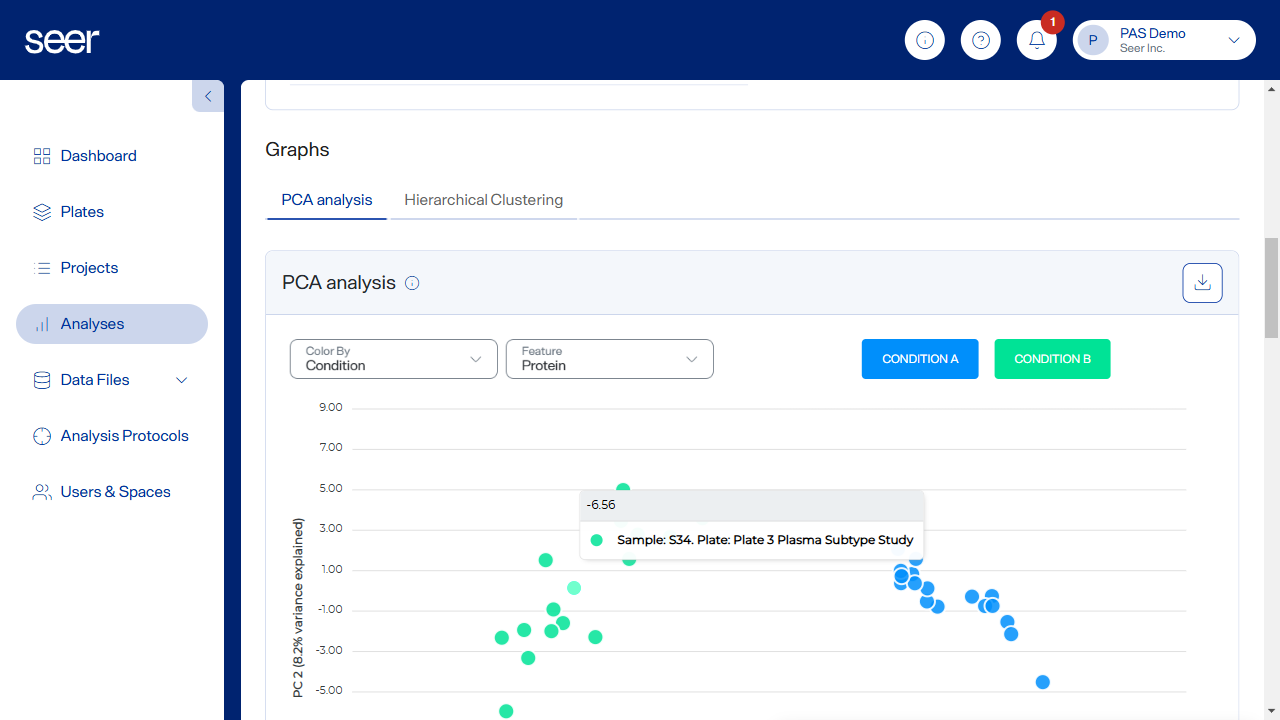 seer
1
P
PAS Demo
Seer Inc.
Dashboard
Plates
Projects
Analyses
Data Files
Analysis Protocols
Users & Spaces
Graphs
PCA analysis
Hierarchical Clustering
PCA analysis
Color By
Condition
Feature
Protein
CONDITION A
CONDITION B
9.00
7.00
5.00
3.00
1.00
-1.00
-3.00
-5.00
PC 2 (8.2% variance explained)
-6.56
Sample: S34. Plate: Plate 3 Plasma Subtype Study